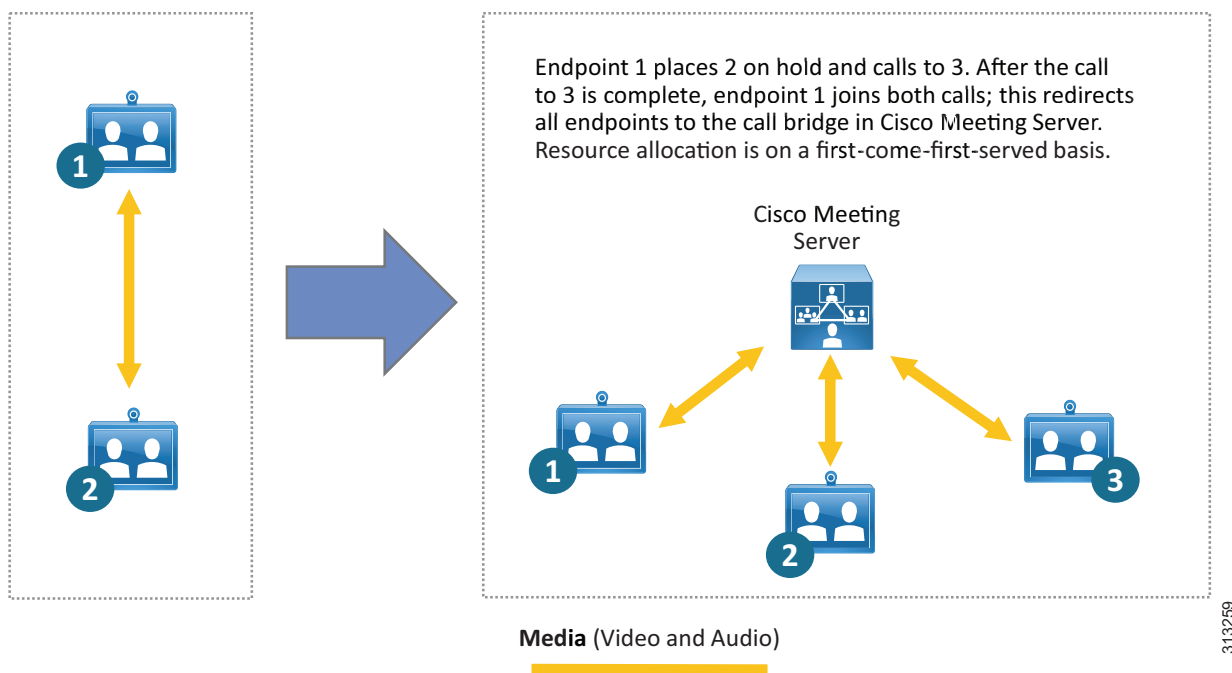 1
2
Endpoint 1 places 2 on hold and calls to 3. After the call
to 3 is complete, endpoint 1 joins both calls; this redirects
all endpoints to the call bridge in Cisco Meeting Server.
Resource allocation is on a first-come-first-served basis.
Cisco Meeting
Server
1
2
3
Media (Video and Audio)
313259